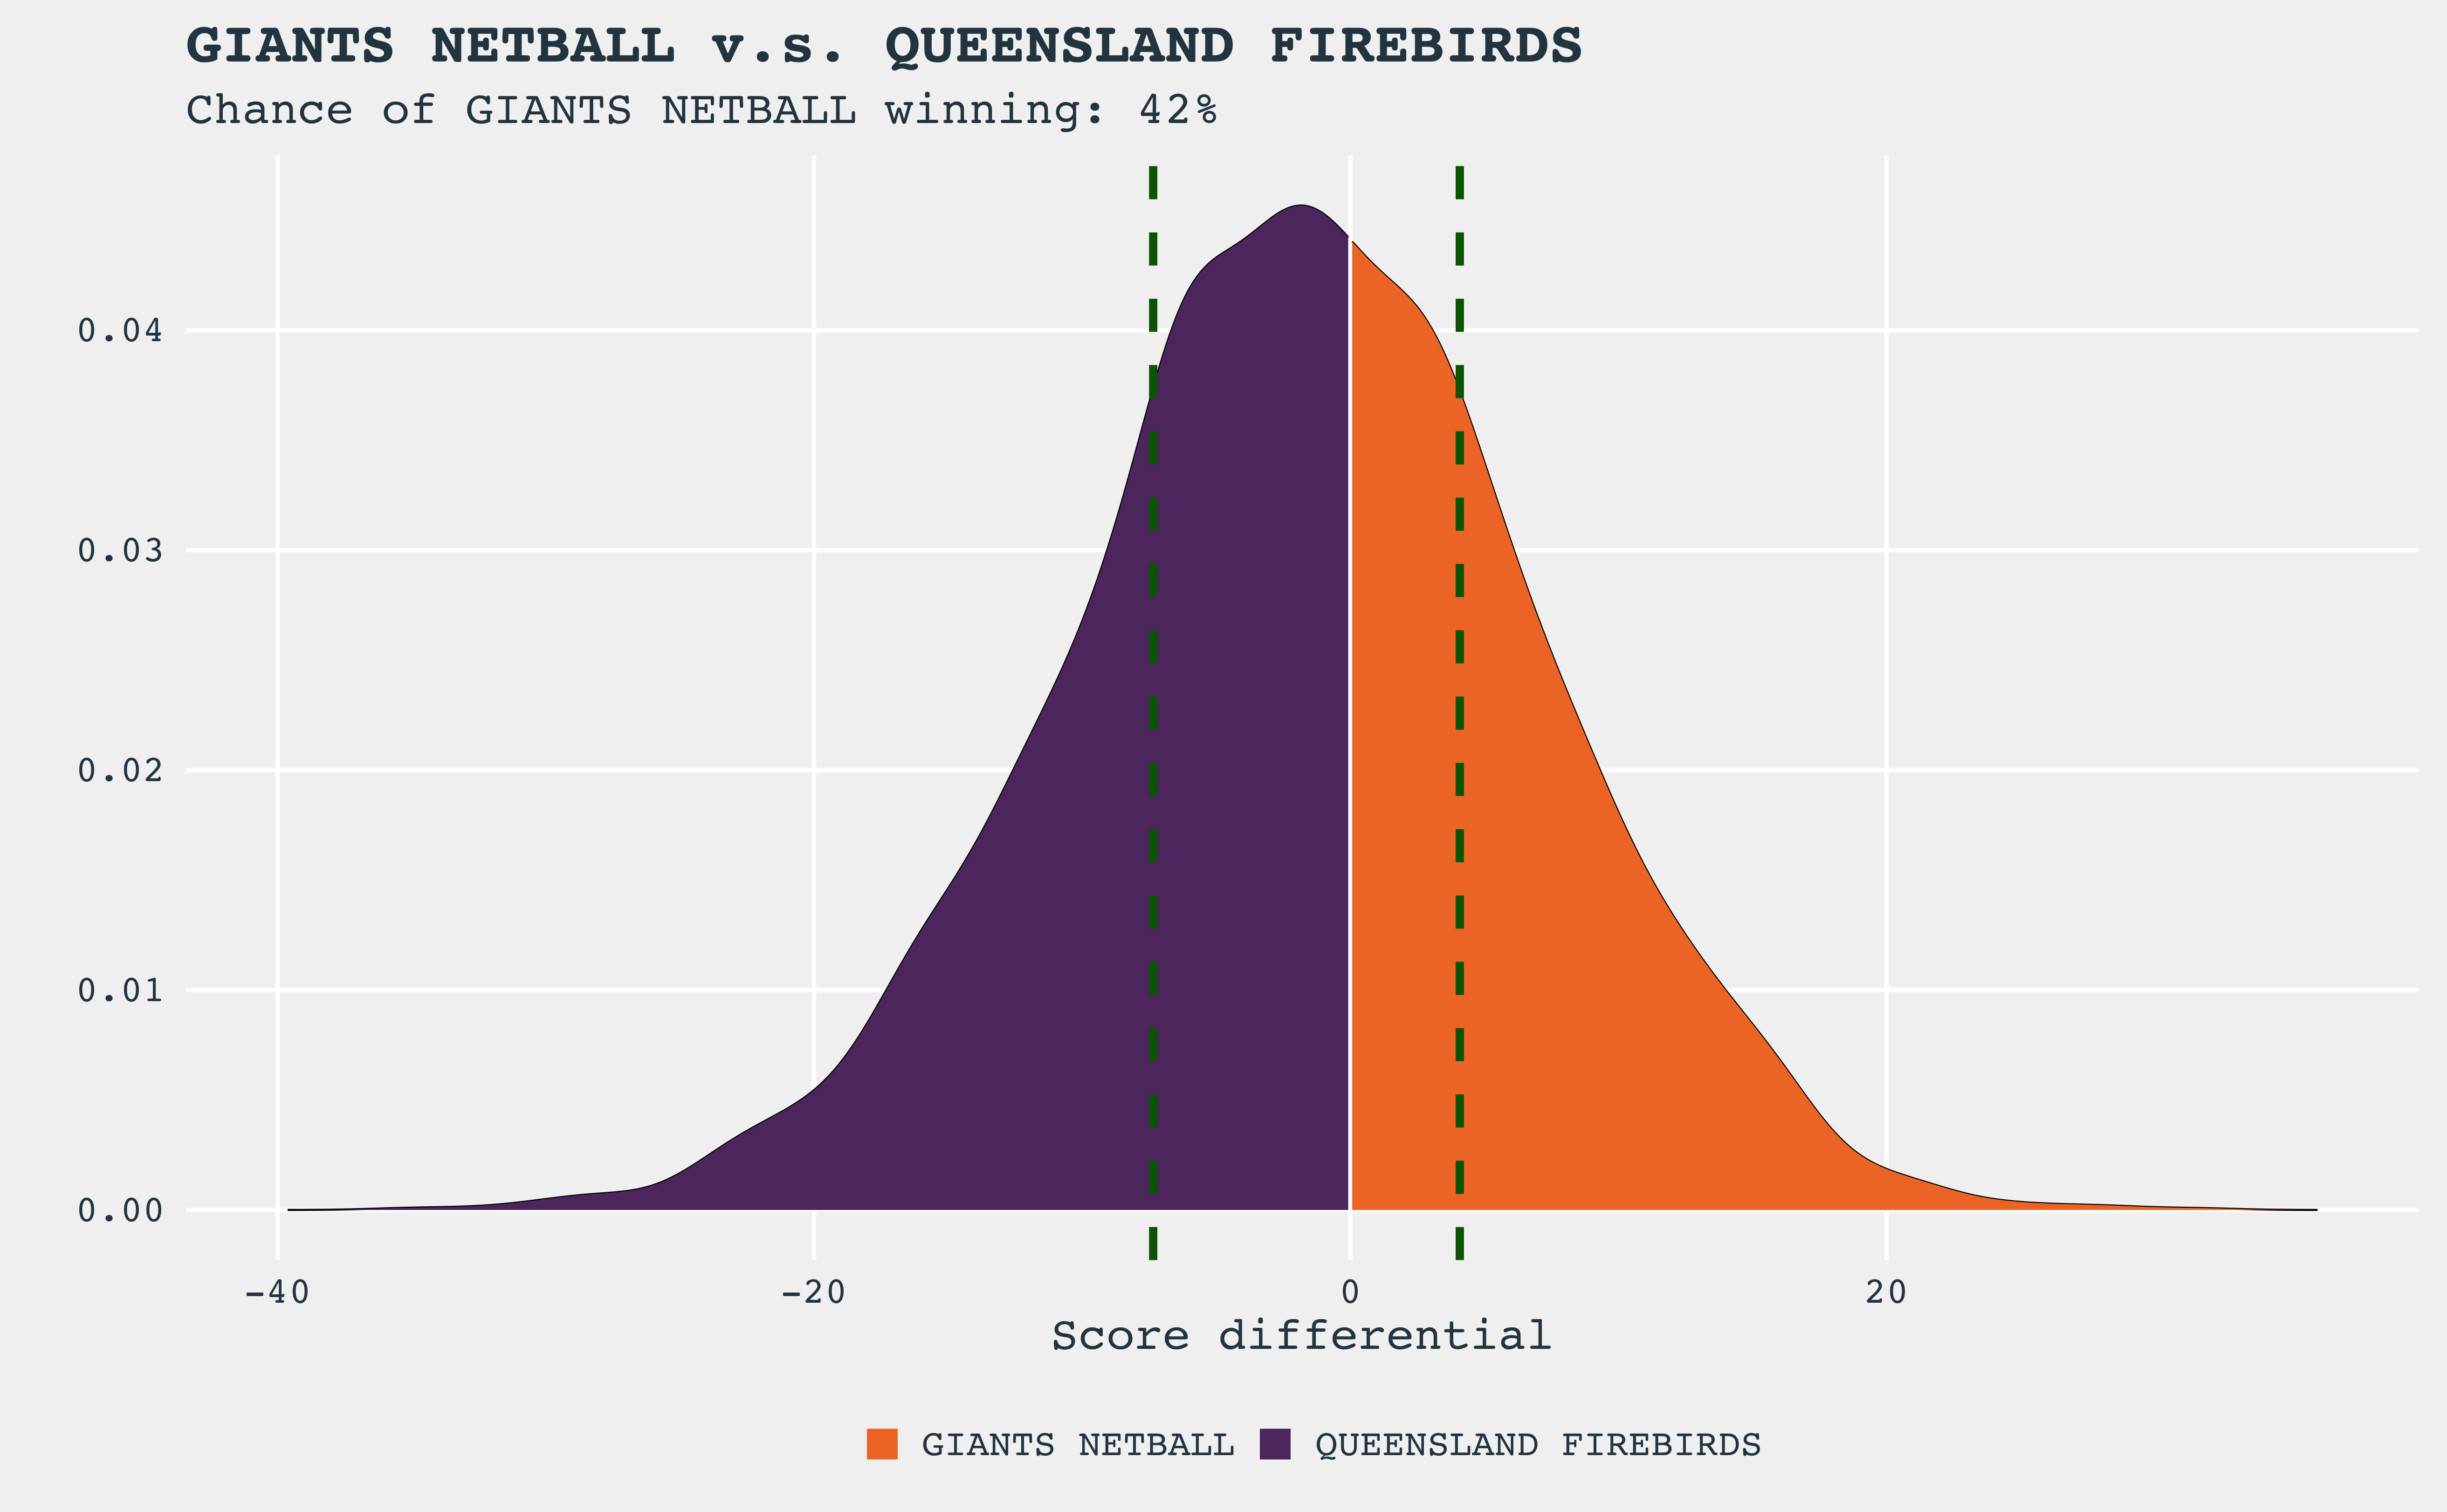 GIANTS NETBALL v.s. QUEENSLAND FIREBIRDS
Chance of GIANTS NETBALL winning: 42%
0.04
0.03
0.02
0.01
0.00
-40 -20 0 20
Score differential
GIANTS NETBALL QUEENSLAND FIREBIRDS